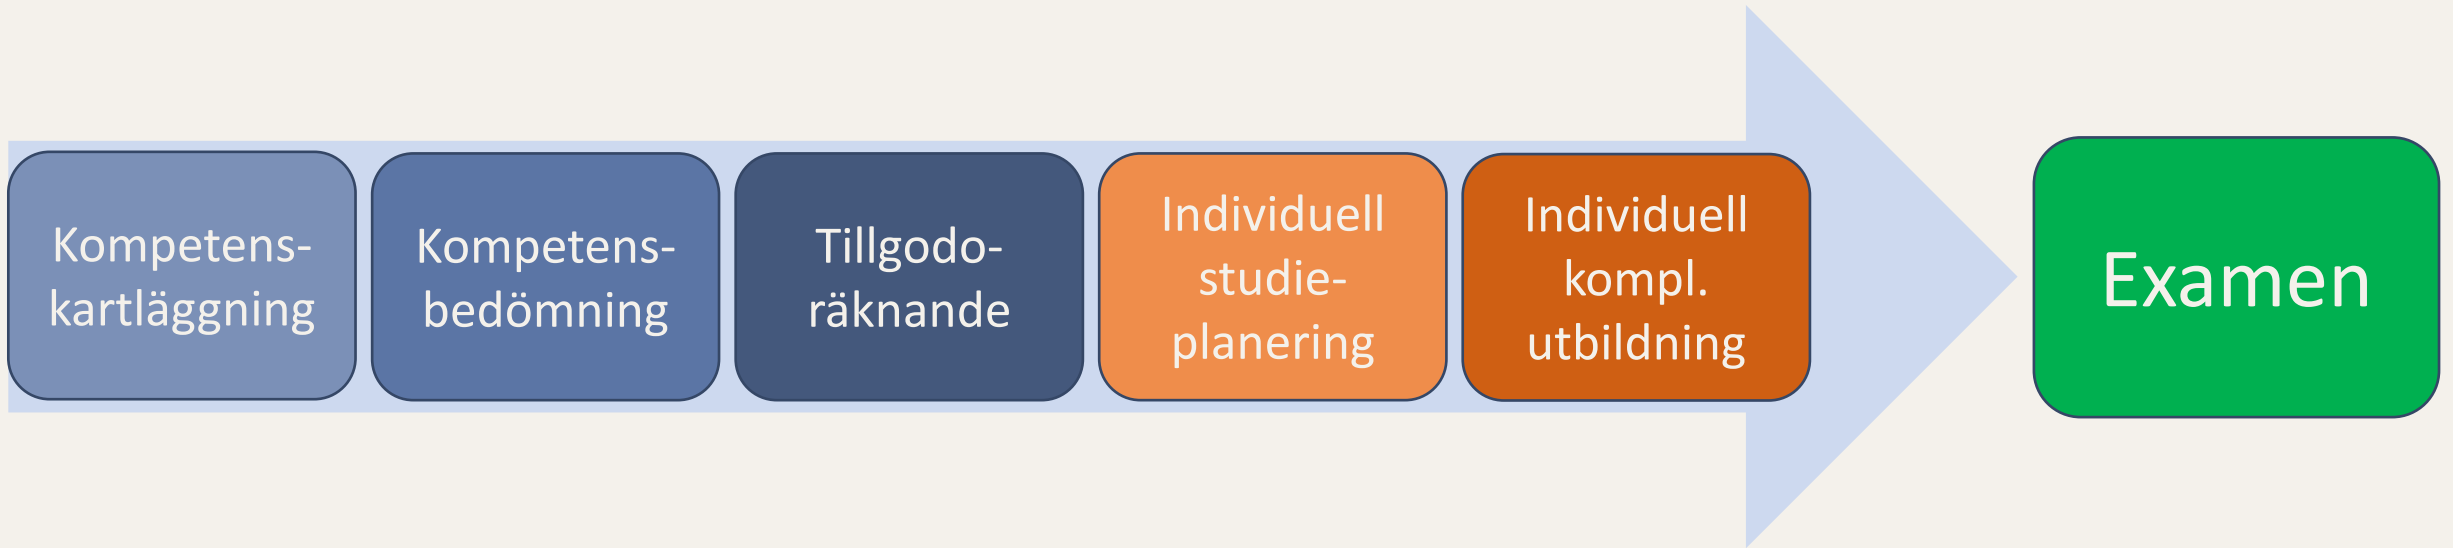 Kompetens-
kartläggning
Kompetens-
bedömning
Tillgodo-
räknande
Individuell
studie-
planering
Individuell
kompl.
utbildning
Examen